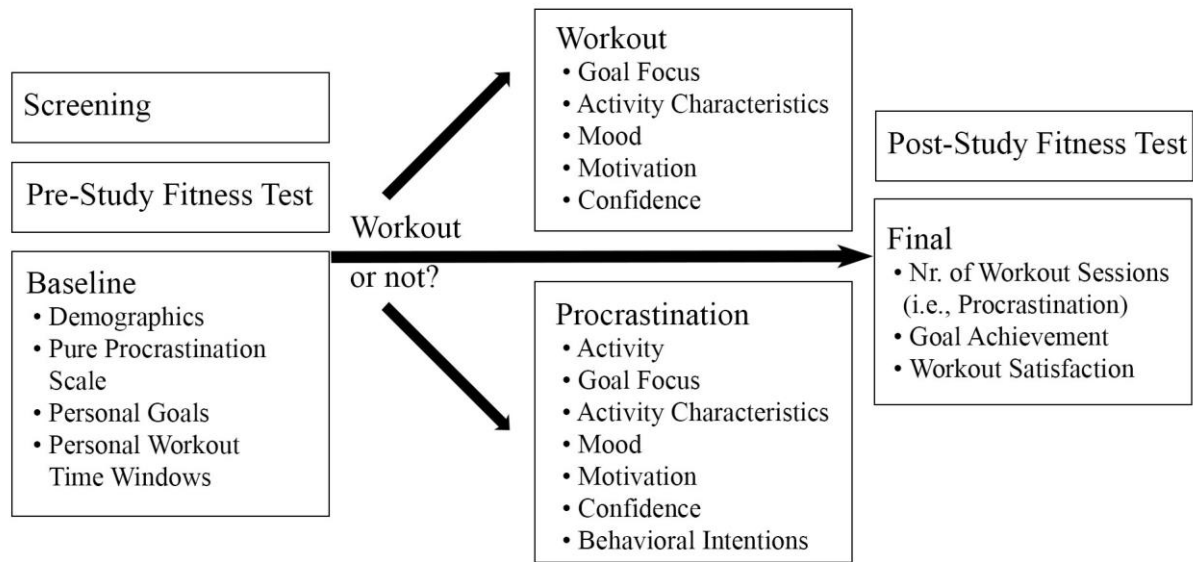 Screening
Pre-Study Fitness Test
Baseline
• Demographics
• Pure Procrastination
Scale
• Personal Goals
• Personal Workout
Time Windows
Workout
or not?
Workout
• Goal Focus
• Activity Characteristics
• Mood
• Motivation
• Confidence
Procrastination
• Activity
• Goal Focus
• Activity Characteristics
• Mood
• Motivation
• Confidence
• Behavioral Intentions
Post-Study Fitness Test
Final
• Nr. of Workout Sessions
(i.e., Procrastination)
• Goal Achievement
• Workout Satisfaction